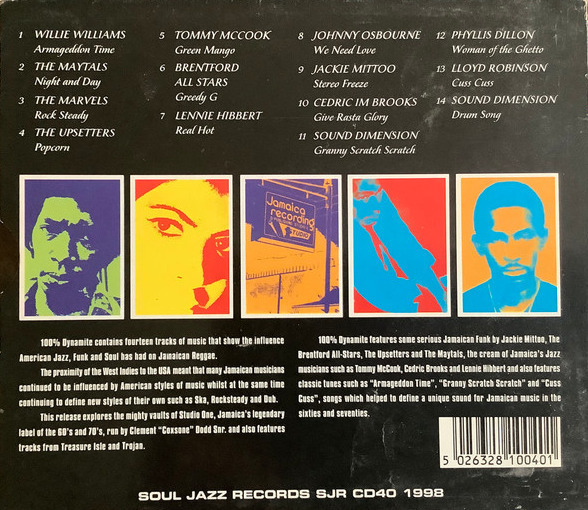 1 WILLIE WILLIAMS
Armagedon Time
2 THE MAYTALS
Night and Day
3 THE MARVELS
Rock Steady
4 THE UPSETTERS
Popcorn
5 TOMMY MCCOOK
Green Mango
6 BRENTFORD
ALL STARS
Greedy G
7 LENNIE HIBBERT
Real Hot
8 JOHNNY OSBOURNE
We Need Love
9 JACKIE MITTOO
Stereo Freeze
10 CEDRIC IM BROOKS
Give Rasta Glory
11 SOUND DIMENSION
Granny Scratch Scratch
12 PHYLLIS DILLON
Woman of the Ghetto
13 LLOYD ROBINSON
Cuss Cuss
14 SOUND DIMENSION
Drum Song
Jamaica
recording
STUDIO
100% Dynamite contains fourteen tracks of music that show the influence
American Jazz, Funk and Soul has had on Jamaican Reggae.
The proximity of the West Indies to the USA meant that many Jamaican musicians
continued to be influenced by American styles of music whilst at the same time
continuing to define new styles of their own such as Ska, Rocksteady and Dub.
This release explores the mighty vaults of Studio One, Jamaica's legendary
label of the 60's and 70's, run by Clement "Coxsone" Dodd Snr. and also features
tracks from Treasure Isle and Trojan.
100% Dynamite features some serious Jamaican Funk by Jackie Mittoo, The
Brentford All-Stars, The Upsetters and The Maytals, the cream of Jamaica's Jazz
musicians such as Tommy McCook, Cedric Brooks and Lennie Hibbert and also features
classic tunes such as "Armageddon Time", "Granny Scratch Scratch" and "Cuss
Cuss", songs which helped to define a unique sound for Jamaican music in the
sixties and seventies.
5 026328 100401
SOUL JAZZ RECORDS SJR CD40 1998